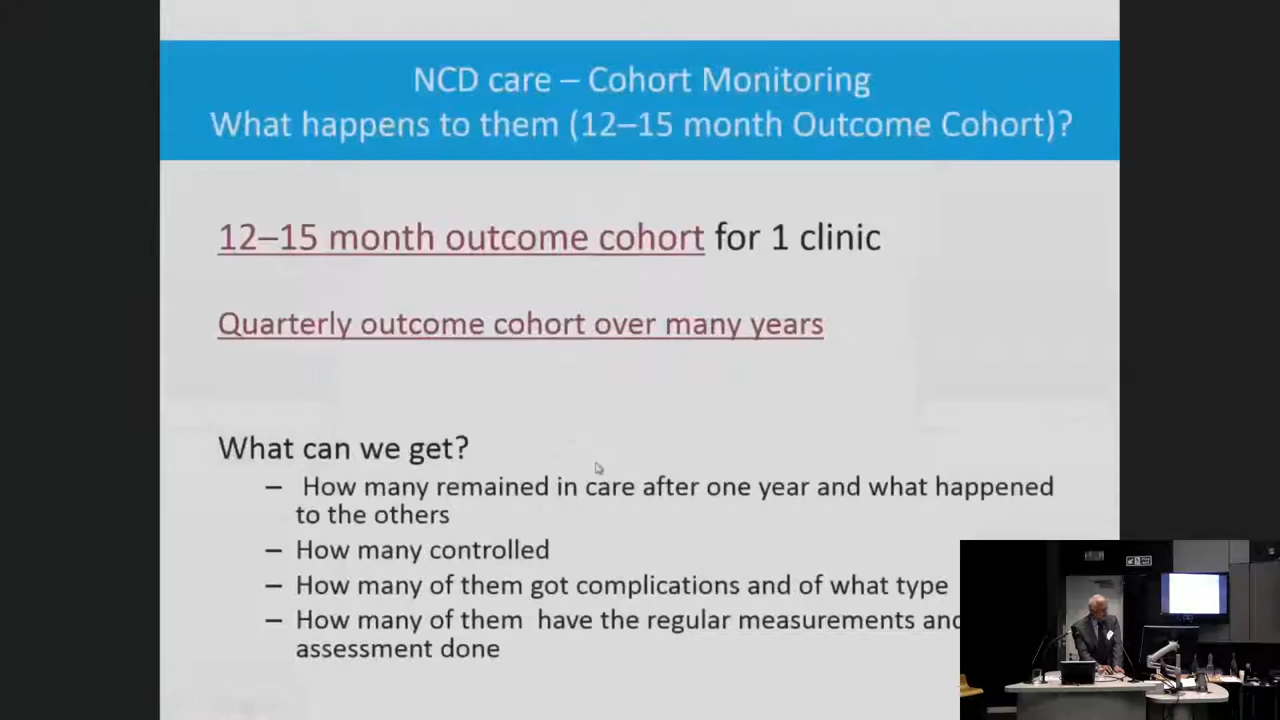 NCD care – Cohort Monitoring
What happens to them (12–15 month Outcome Cohort)?
12–15 month outcome cohort for 1 clinic
Quarterly outcome cohort over many years
What can we get?
– How many remained in care after one year and what happened
to the others
– How many controlled
– How many of them got complications and of what type
– How many of them have the regular measurements and
assessment done